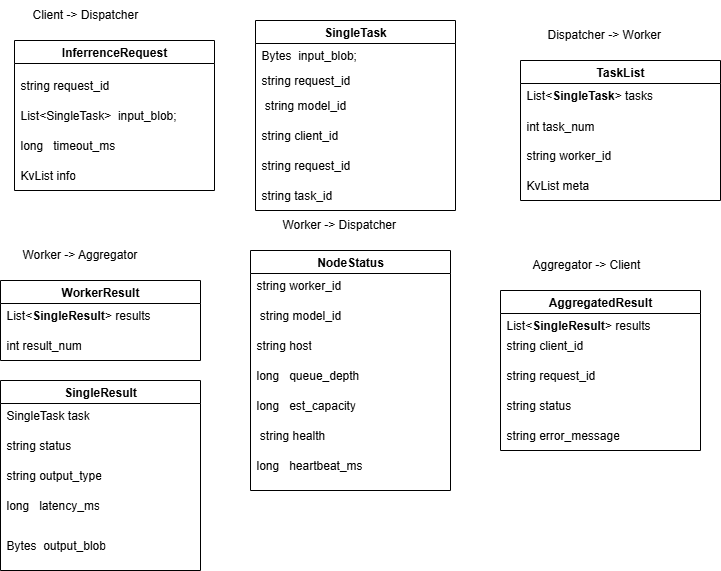 Client -> Dispatcher
InferrenceRequest
string request_id
List<SingleTask> input_blob;
long timeout_ms
KvList info
SingleTask
Bytes input_blob;
string request_id
string model_id
string client_id
string request_id
string task_id
Dispatcher -> Worker
TaskList
List<SingleTask> tasks
int task_num
string worker_id
KvList meta
Worker -> Aggregator
WorkerResult
List<SingleResult> results
int result_num
SingleResult
SingleTask task
string status
string output_type
long latency_ms
Bytes output_blob
Worker -> Dispatcher
NodeStatus
string worker_id
string model_id
string host
long queue_depth
long est_capacity
string health
long heartbeat_ms
Aggregator -> Client
AggregatedResult
List<SingleResult> results
string client_id
string request_id
string status
string error_message